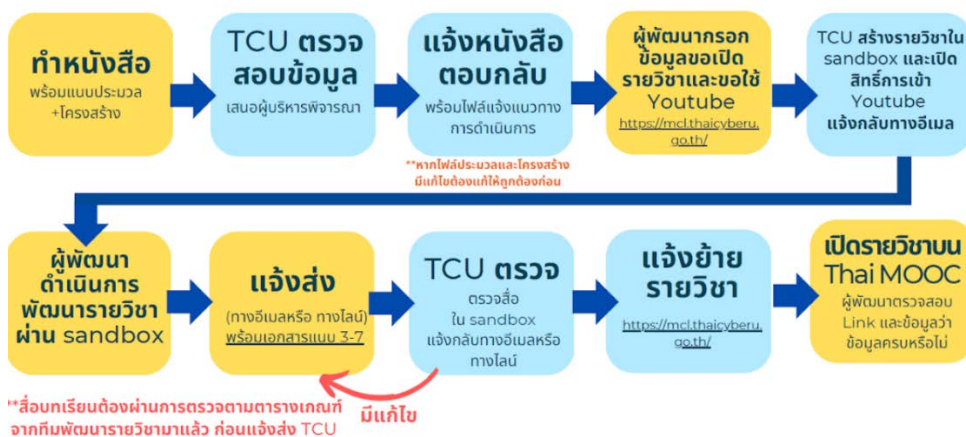 ทำหนังสือ
พร้อมแบบประมวล
+โครงสร้าง
TCU ตรวจ
สอบข้อมูล
เสนอผู้บริหารพิจารณา
แจ้งหนังสือ
ตอบกลับ
พร้อมไฟล์แจ้งแนวทาง
การดำเนินการ
**หากไฟล์ประมวลและโครงสร้าง
มีแก้ไขต้องแก้ให้ถูกต้องก่อน
ผู้พัฒนากรอก
ข้อมูลขอเปิด
รายวิชาและขอใช้
Youtube
https://mcl.thaicyberu.
go.th/
TCU สร้างรายวิชาใน
sandbox และเปิด
สิทธิ์การเข้า
Youtube
แจ้งกลับทางอีเมล
ผู้พัฒนา
ดำเนินการ
พัฒนารายวิชา
ผ่าน sandbox
แจ้งส่ง
(ทางอีเมลหรือ ทางไลน์)
พร้อมเอกสารแบบ 3-7
TCU ตรวจ
ตรวจสื่อ
ใน sandbox
แจ้งกลับทางอีเมลหรือ
ทางไลน์
แจ้งย้าย
รายวิชา
https://mcl.thaicyberu.
go.th/
เปิดรายวิชาบน
Thai MOOC
ผู้พัฒนาตรวจสอบ
Link และข้อมูลว่า
ข้อมูลครบหรือไม่
มีแก้ไข
**สื่อบทเรียนต้องผ่านการตรวจตามตารางเกณฑ์
จากทีมพัฒนารายวิชามาแล้ว ก่อนแจ้งส่ง TCU